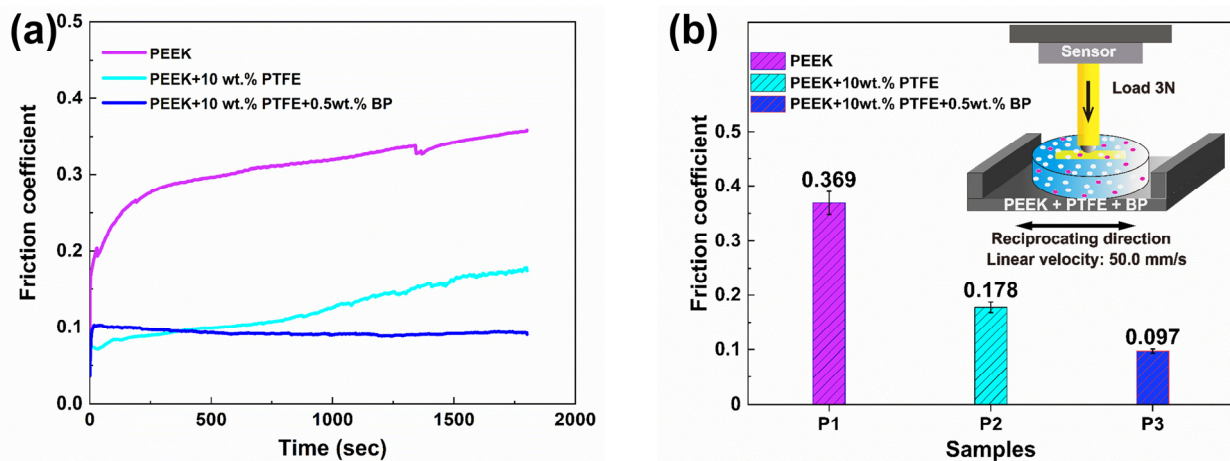 (a)
0.5
0.4
0.3
0.2
0.1
0.0
Friction coefficient
PEEK
PEEK+10 wt.% PTFE
PEEK+10 wt.% PTFE+0.5wt.% BP
0
500
1000
1500
2000
Time (sec)
(b)
0.5
0.4
0.3
0.2
0.1
0
Friction coefficient
PEEK
PEEK+10wt.% PTFE
PEEK+10wt.% PTFE+0.5wt.% BP
Sensor
Load 3N
PEEK + PTFE + BP
Reciprocating direction
Linear velocity: 50.0 mm/s
0.369
0.178
0.097
P1
P2
P3
Samples